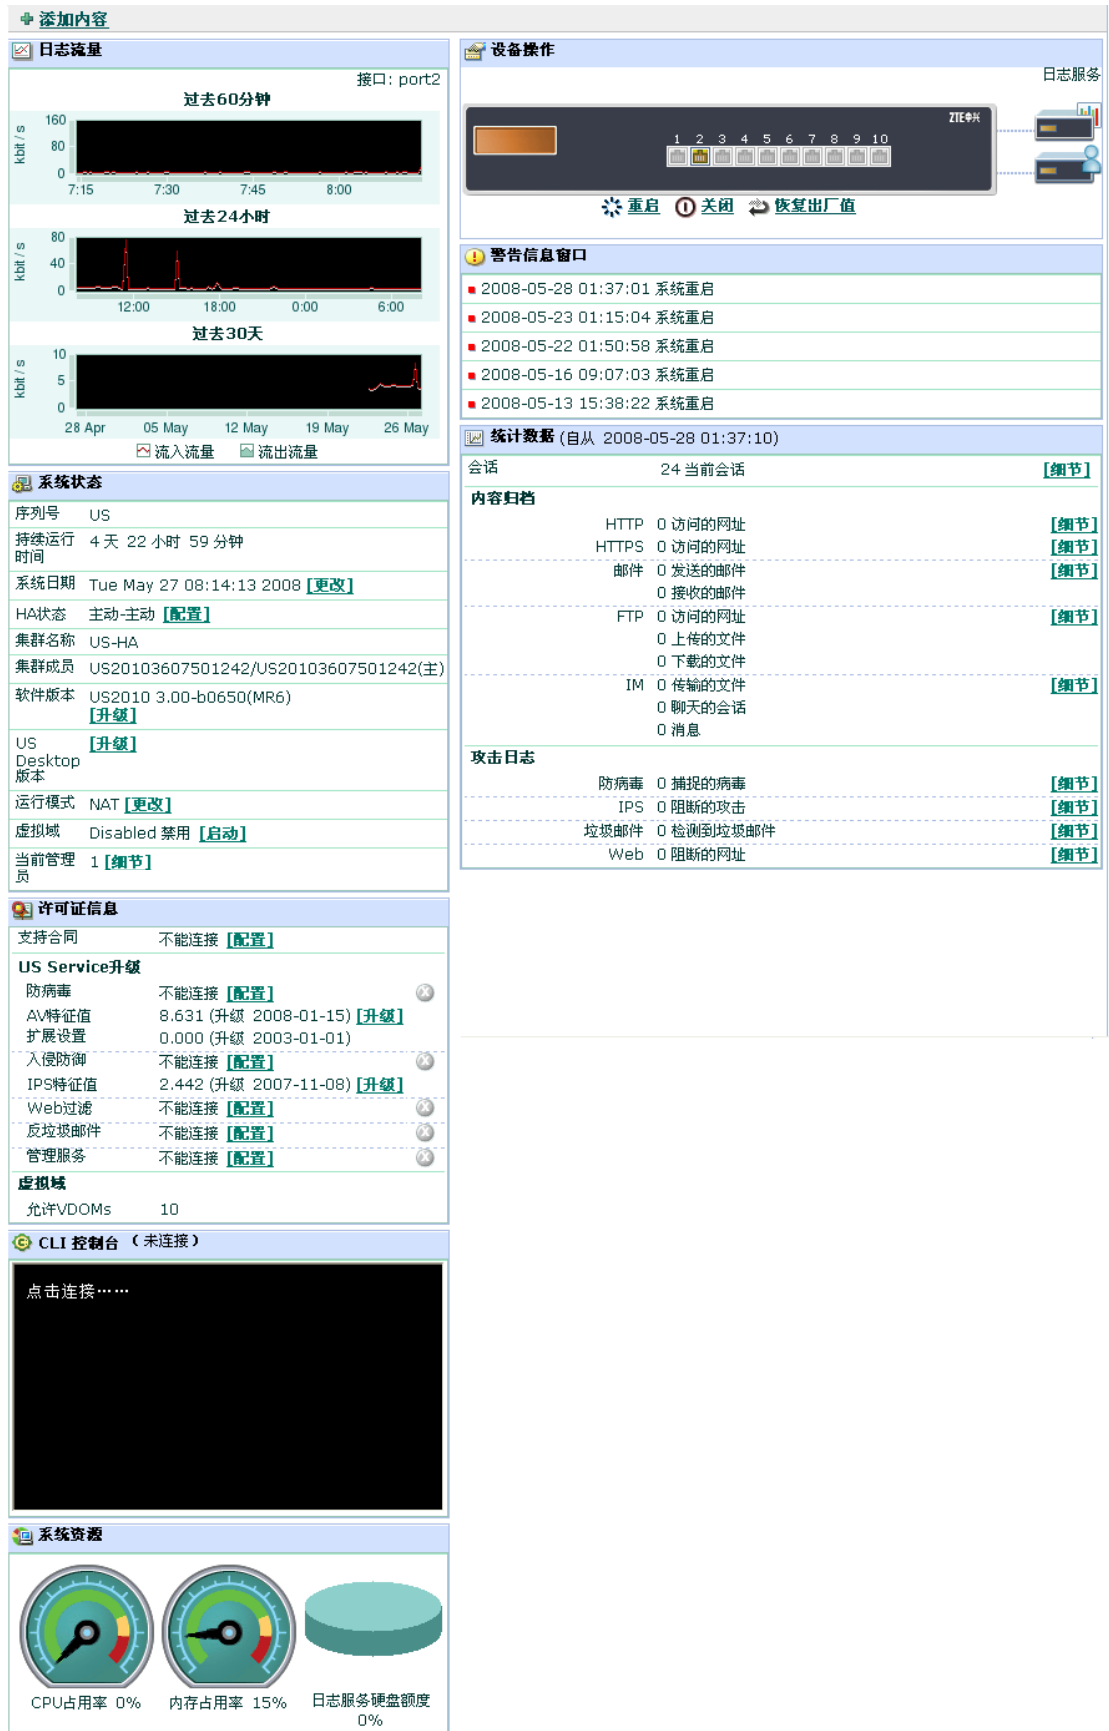 添加内容
日志流量
接口: port2
过去60分钟
kbit / s
160
80
0
7:15 7:30 7:45 8:00
过去24小时
kbit / s
80
40
0
12:00 18:00 0:00 6:00
过去30天
kbit / s
10
5
0
28 Apr 05 May 12 May 19 May 26 May
流入流量 流出流量
系统状态
序列号 US
持续运行时间 4 天 22 小时 59 分钟
系统日期 Tue May 27 08:14:13 2008 [更改]
HA状态 主动-主动 [配置]
集群名称 US-HA
集群成员 US20103607501242/US20103607501242(主)
软件版本 US2010 3.00-b0650(MR6)
[升级]
US Desktop 版本 [升级]
运行模式 NAT [更改]
虚拟域 Disabled 禁用 [启动]
当前管理员 1 [细节]
许可证信息
支持合同 不能连接 [配置]
US Service升级
防病毒 不能连接 [配置]
AV特征值 8.631 (升级 2008-01-15) [升级]
扩展设置 0.000 (升级 2003-01-01)
入侵防御 不能连接 [配置]
IPS特征值 2.442 (升级 2007-11-08) [升级]
Web过滤 不能连接 [配置]
反垃圾邮件 不能连接 [配置]
管理服务 不能连接 [配置]
虚拟域
允许VDOMs 10
CLI 控制台 (未连接)
点击连接……
系统资源
CPU占用率 0% 内存占用率 15% 日志服务硬盘额度
0%
设备操作
日志服务
ZTE中兴
1 2 3 4 5 6 7 8 9 10
重启 关闭 恢复出厂值
警告信息窗口
2008-05-28 01:37:01 系统重启
2008-05-23 01:15:04 系统重启
2008-05-22 01:50:58 系统重启
2008-05-16 09:07:03 系统重启
2008-05-13 15:38:22 系统重启
统计数据 (自从 2008-05-28 01:37:10)
会话 24 当前会话 [细节]
内容归档
HTTP 0 访问的网址 [细节]
HTTPS 0 访问的网址 [细节]
邮件 0 发送的邮件 [细节]
0 接收的邮件
FTP 0 访问的网址 [细节]
0 上传的文件
0 下载的文件
IM 0 传输的文件 [细节]
0 聊天的会话
0 消息
攻击日志
防病毒 0 捕捉的病毒 [细节]
IPS 0 阻断的攻击 [细节]
垃圾邮件 0 检测到垃圾邮件 [细节]
Web 0 阻断的网址 [细节]